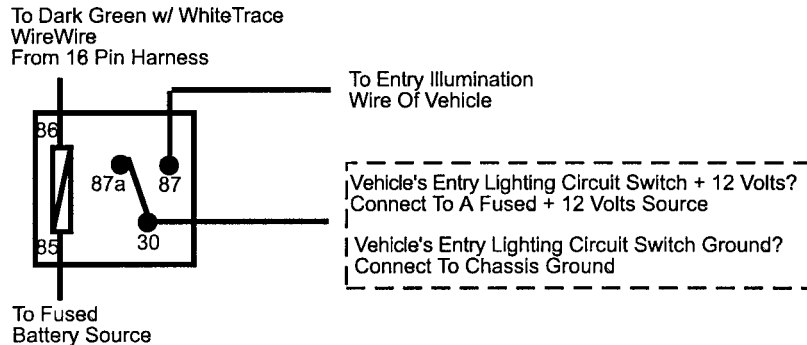 To Dark Green w/ WhiteTrace
WireWire
From 16 Pin Harness
To Entry Illumination
Wire Of Vehicle
86
87a
87
85
30
Vehicle's Entry Lighting Circuit Switch + 12 Volts?
Connect To A Fused + 12 Volts Source
Vehicle's Entry Lighting Circuit Switch Ground?
Connect To Chassis Ground
To Fused
Battery Source